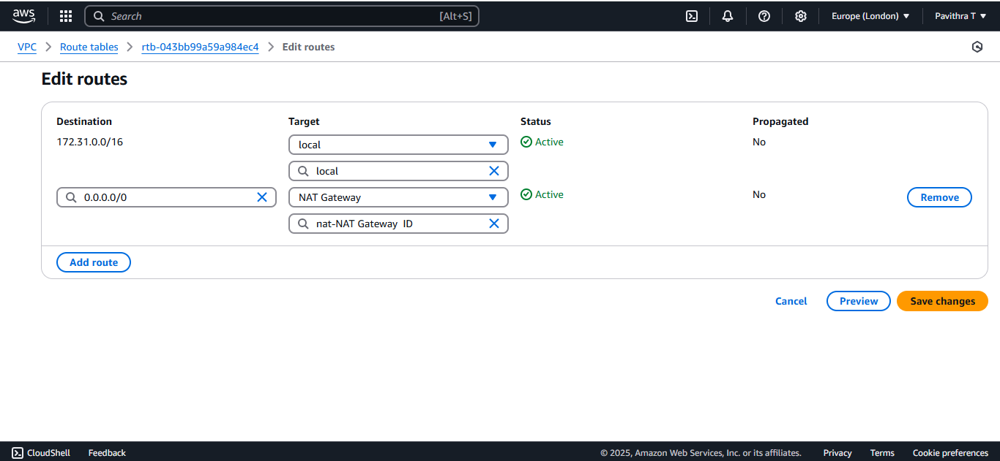 aws Search [Alt+S] Europe (London) Pavithra T
VPC Route tables rtb-043bb99a59a984ec4 Edit routes
Edit routes
Destination Target Status Propagated
172.31.0.0/16 local Active No
local
0.0.0.0/0 NAT Gateway Active No Remove
nat-NAT Gateway ID
Add route
Cancel Preview Save changes
CloudShell Feedback © 2025, Amazon Web Services, Inc. or its affiliates. Privacy Terms Cookie preferences